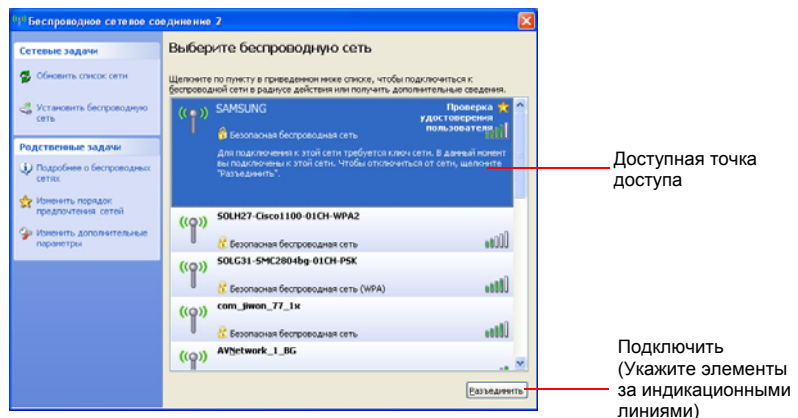 Беспроводное сетевое соединение 2
Сетевые задачи
Обновить список сети
Установить беспроводную
сеть
Родственные задачи
Подробнее о беспроводных
сетях
Изменить порядок
предпочтения сетей
Изменить дополнительные
параметры
Выберите беспроводную сеть
Щелкните по пункту в приведенном ниже списке, чтобы подключиться к
беспроводной сети в радиусе действия или получить дополнительные сведения.
SAMSUNG
Проверка
удостоверения
пользователя
Безопасная беспроводная сеть
Для подключения к этой сети требуется ключ сети. В данный момент
вы подключены к этой сети. Чтобы отключиться от сети, щелкните
"Разъединить".
SOLH27-Cisco1100-01CH-WPA2
Безопасная беспроводная сеть
SOLG31-SMC2804bg-01CH-PSK
Безопасная беспроводная сеть (WPA)
com_jiwon_77_1x
Безопасная беспроводная сеть
AVNetwork_1_BG
Разъединить
Доступная точка
доступа
Подключить
(Укажите элементы
за индикационными
линиями)